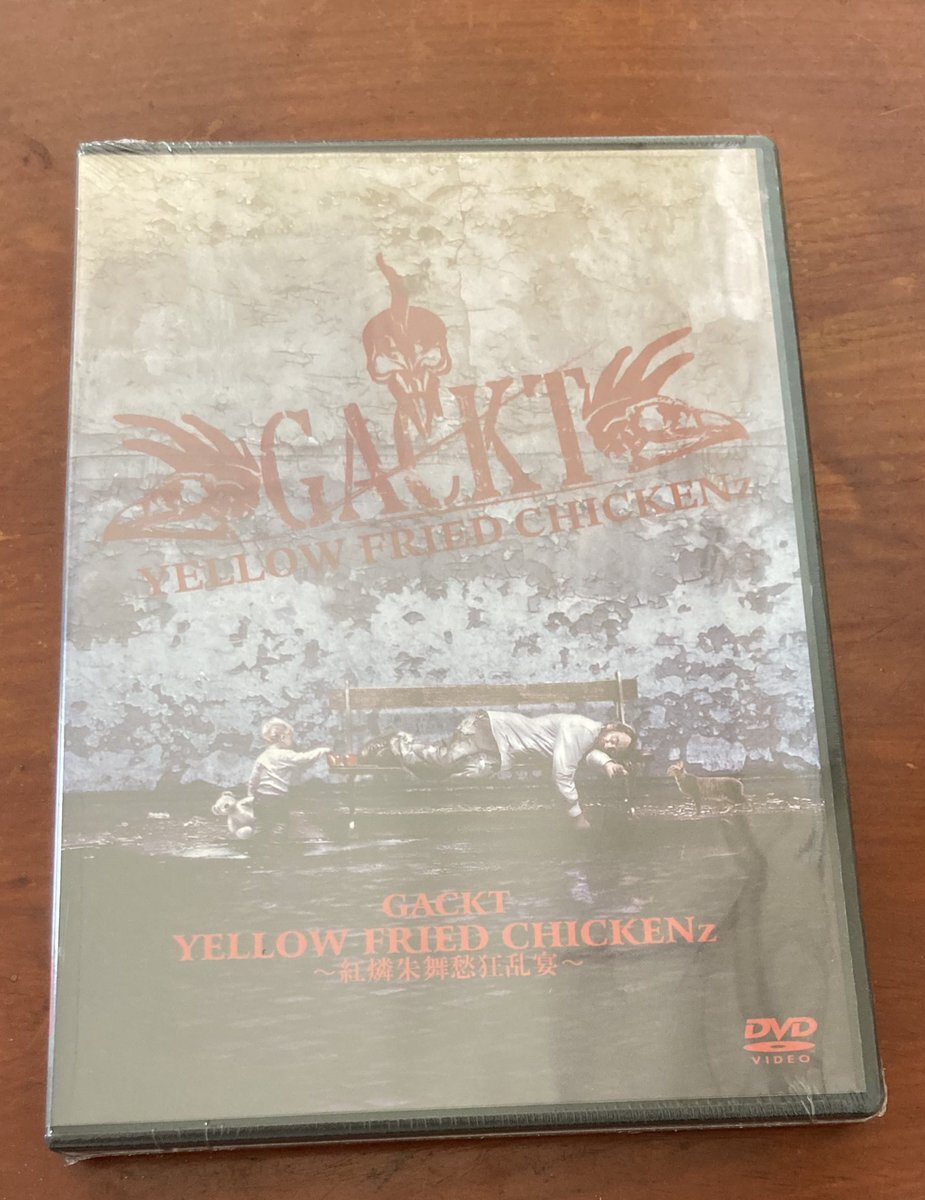 GACKT
YELLOW FRIED CHICKENz
GACKT
YELLOW FRIED CHICKENz
～紅燐朱舞愁狂乱宴～
DVD
VIDEO